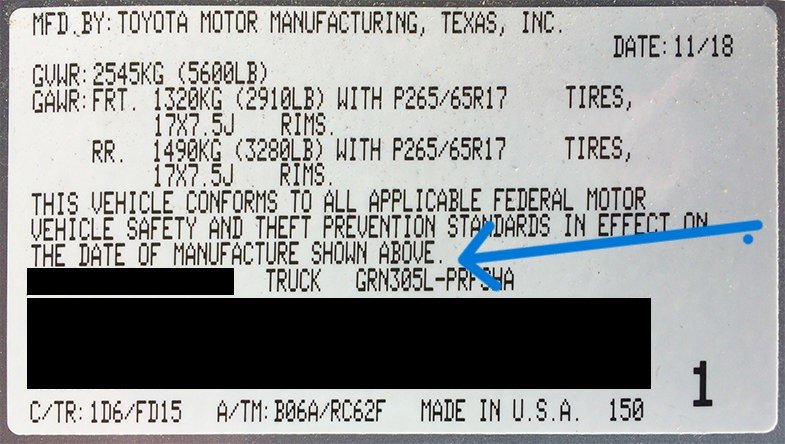 MFD.BY: TOYOTA MOTOR MANUFACTURING, TEXAS, INC.
DATE: 11/18
GVWR: 2545KG (5600LB)
GAWR: FRT. 1320KG (2910LB) WITH P265/65R17 TIRES,
17X7.5J RIMS.
RR. 1490KG (3280LB) WITH P265/65R17 TIRES,
17X7.5J RIMS.
THIS VEHICLE CONFORMS TO ALL APPLICABLE FEDERAL MOTOR
VEHICLE SAFETY AND THEFT PREVENTION STANDARDS IN EFFECT ON
THE DATE OF MANUFACTURE SHOWN ABOVE.
TRUCK
1
C/TR: 1D6/FD15 A/TM: B06A/RC62F MADE IN U.S.A. 150